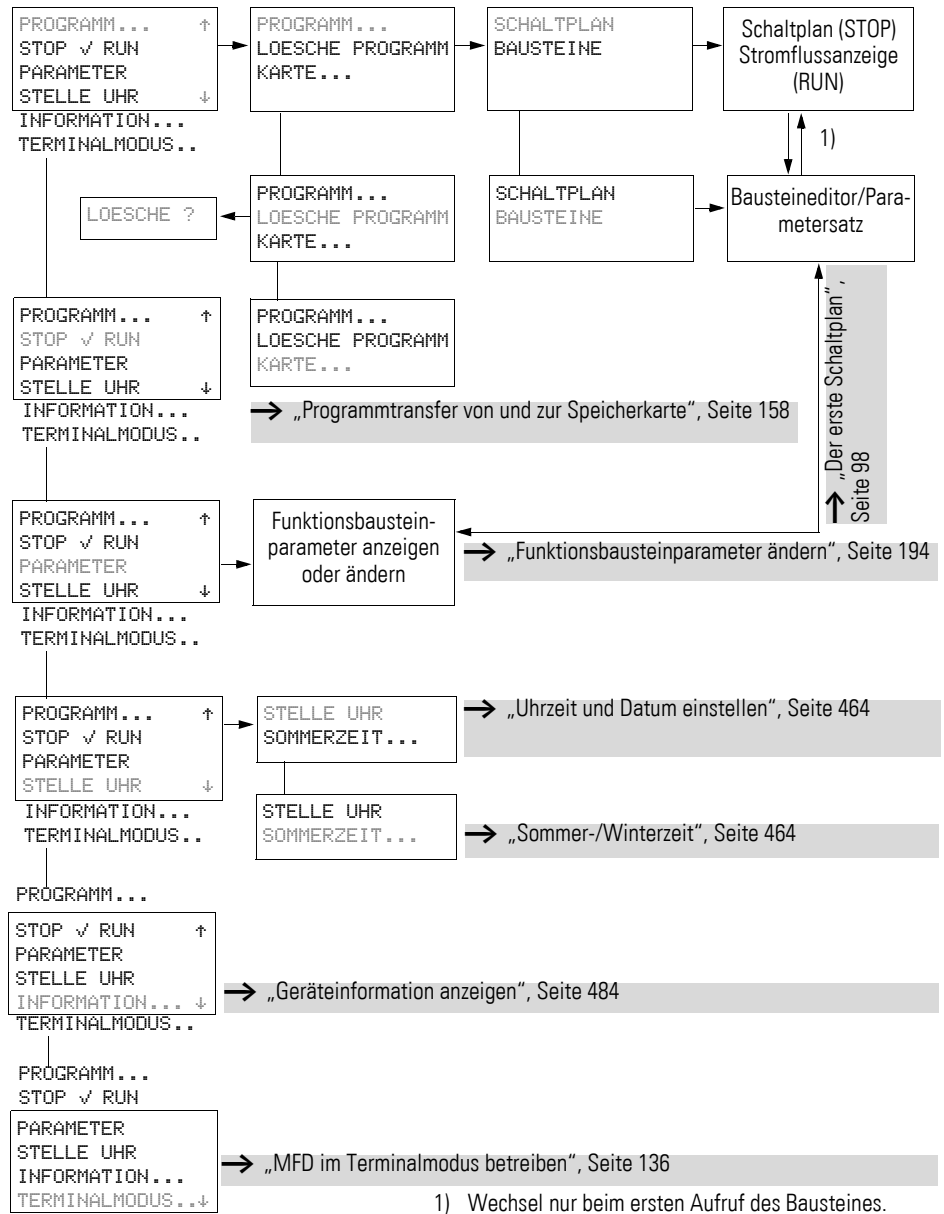 PROGRAMM... ↑
STOP √ RUN
PARAMETER
STELLE UHR ↓
INFORMATION...
TERMINALMODUS..
PROGRAMM...
LOESCHE PROGRAMM
KARTE...
SCHALTPLAN
BAUSTEINE
Schaltplan (STOP)
Stromflussanzeige
(RUN)
1)
LOESCHE ?
PROGRAMM...
LOESCHE PROGRAMM
KARTE...
SCHALTPLAN
BAUSTEINE
Bausteineditor/Para-
metersatz
PROGRAMM... ↑
STOP √ RUN
PARAMETER
STELLE UHR ↓
INFORMATION...
TERMINALMODUS..
PROGRAMM...
LOESCHE PROGRAMM
KARTE...
→ „Programmtransfer von und zur Speicherkarte“, Seite 158
→ „Der erste Schaltplan“,
Seite 98
PROGRAMM... ↑
STOP √ RUN
PARAMETER
STELLE UHR ↓
INFORMATION...
TERMINALMODUS..
Funktionsbaustein-
parameter anzeigen
oder ändern
→ „Funktionsbausteinparameter ändern“, Seite 194
PROGRAMM... ↑
STOP √ RUN
PARAMETER
STELLE UHR ↓
INFORMATION...
TERMINALMODUS..
STELLE UHR
SOMMERZEIT...
→ „Uhrzeit und Datum einstellen“, Seite 464
STELLE UHR
SOMMERZEIT...
→ „Sommer-/Winterzeit“, Seite 464
PROGRAMM...
STOP √ RUN ↑
PARAMETER
STELLE UHR
INFORMATION... ↓
TERMINALMODUS..
→ „Geräteinformation anzeigen“, Seite 484
PROGRAMM...
STOP √ RUN
PARAMETER
STELLE UHR
INFORMATION...
TERMINALMODUS..↓
→ „MFD im Terminalmodus betreiben“, Seite 136
1) Wechsel nur beim ersten Aufruf des Bausteines.